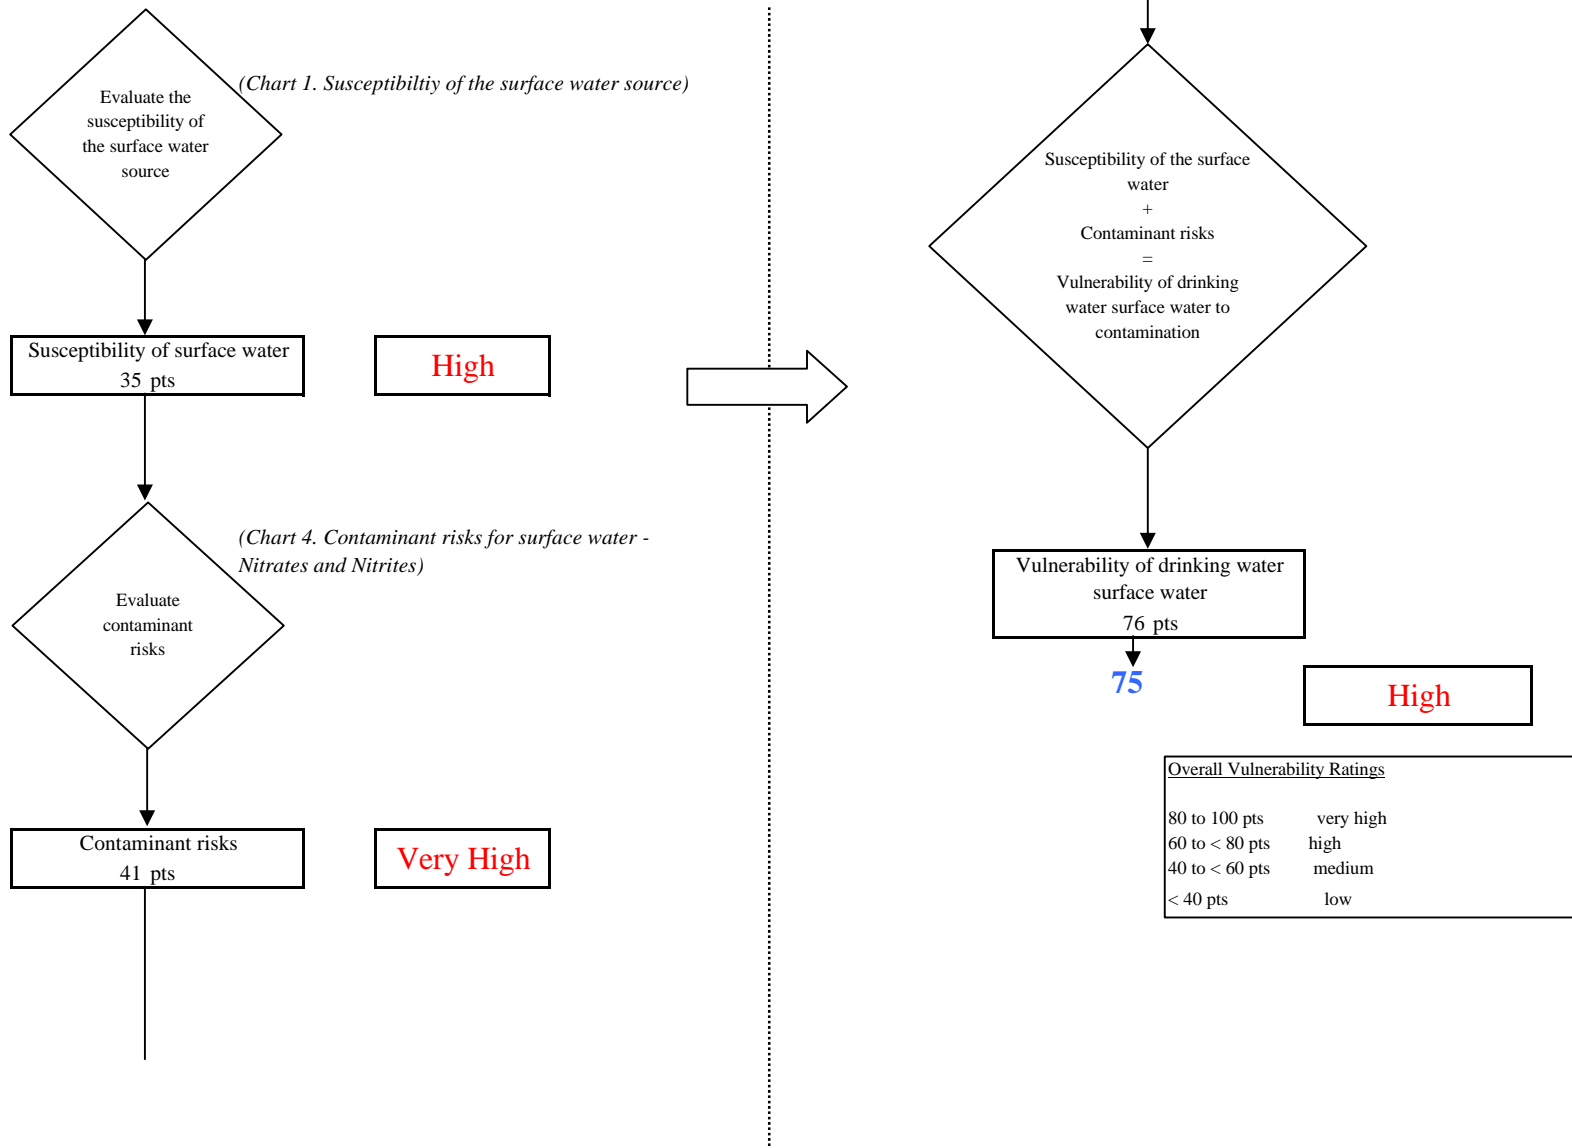 Evaluate the
susceptibility of
the surface water
source
(Chart 1. Susceptibiltiy of the surface water source)
Susceptibility of surface water
35 pts
High
(Chart 4. Contaminant risks for surface water -
Nitrates and Nitrites)
Evaluate
contaminant
risks
Contaminant risks
41 pts
Very High
Susceptibility of the surface
water
+
Contaminant risks
=
Vulnerability of drinking
water surface water to
contamination
Vulnerability of drinking water
surface water
76 pts
75
High
Overall Vulnerability Ratings
80 to 100 pts very high
60 to < 80 pts high
40 to < 60 pts medium
< 40 pts low